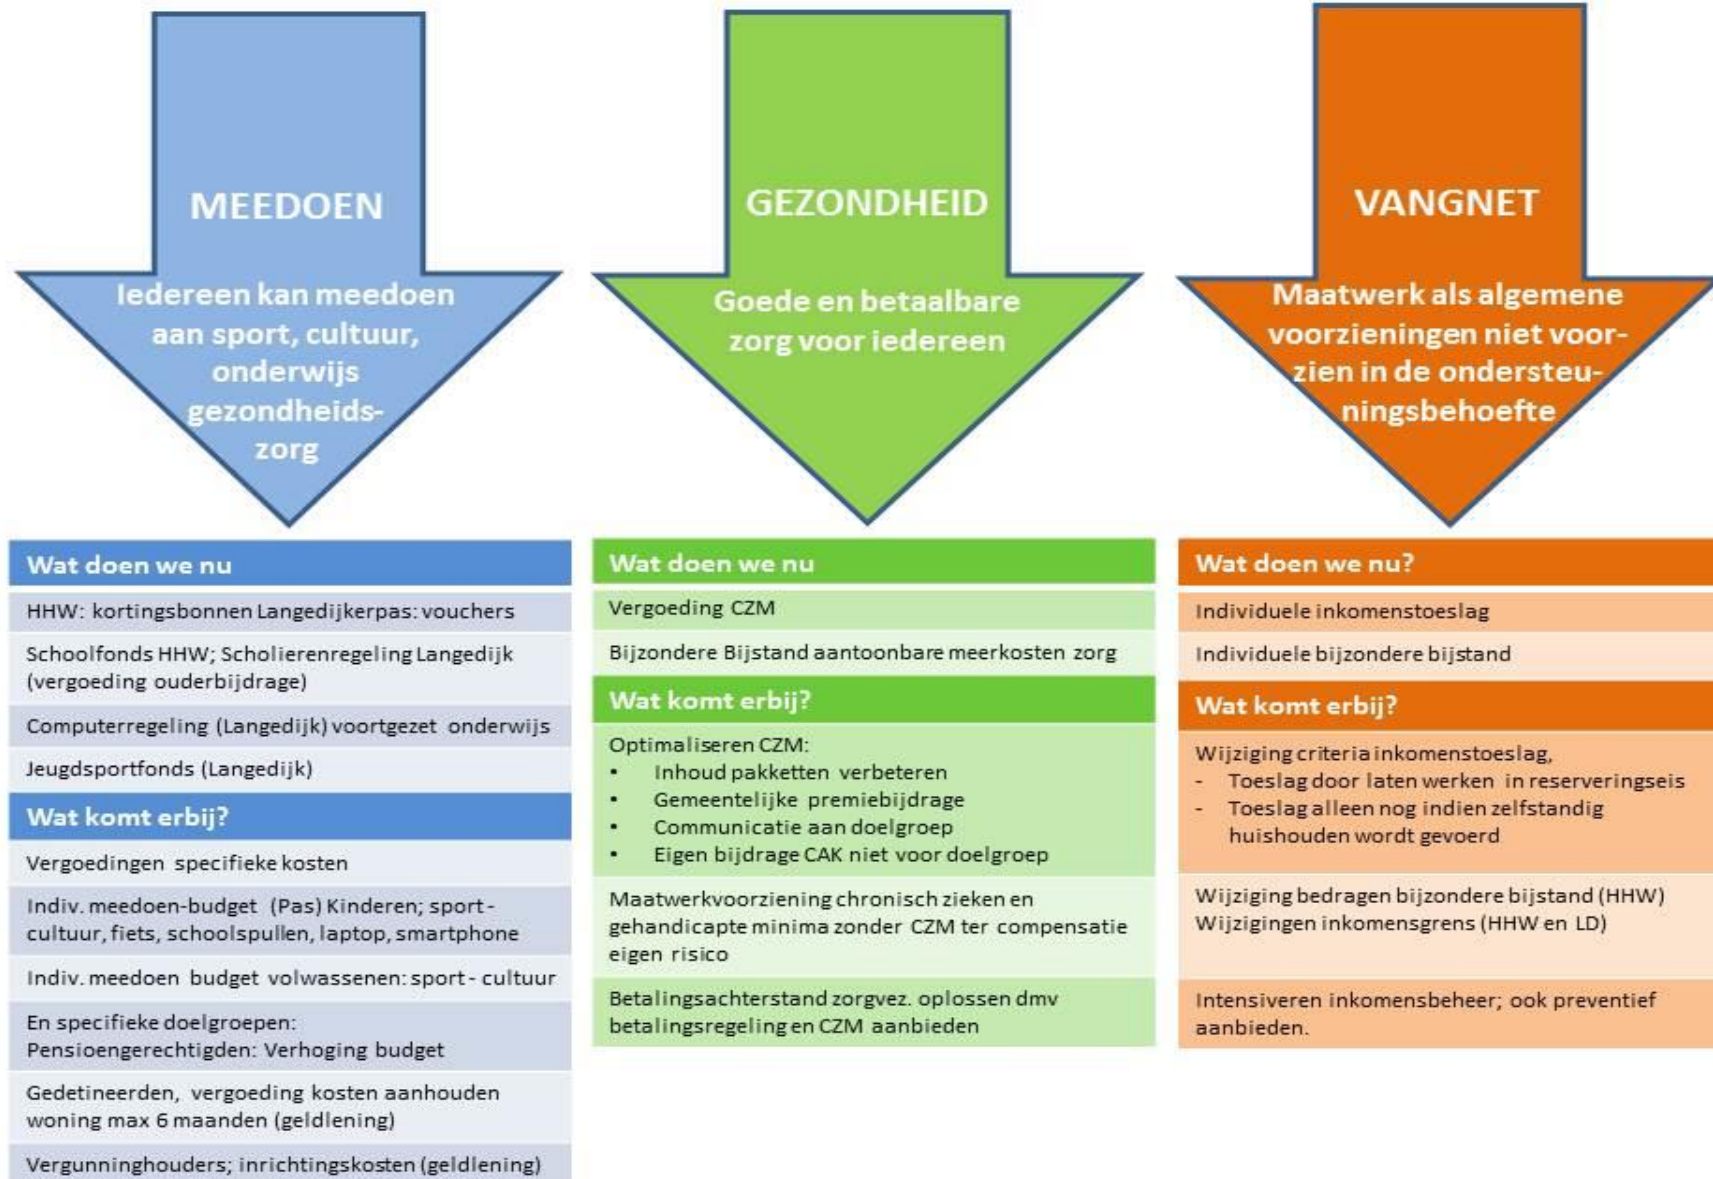 MEEDOEN
Iedereen kan meedoen
aan sport, cultuur,
onderwijs
gezondheids-
zorg
Wat doen we nu
HHW: kortingsbonnen Langedijkerpas: vouchers
Schoolfonds HHW; Scholierenregeling Langedijk
(vergoeding ouderbijdrage)
Computerregeling (Langedijk) voortgezet onderwijs
Jeugdsportfonds (Langedijk)
Wat komt erbij?
Vergoedingen specifieke kosten
Indiv. meedoen-budget (Pas) Kinderen; sport -
cultuur, fiets, schoolspullen, laptop, smartphone
Indiv. meedoen budget volwassenen: sport - cultuur
En specifieke doelgroepen:
Pensioengerechtigden: Verhoging budget
Gedetineerden, vergoeding kosten aanhouden
woning max 6 maanden (geldlening)
Vergunninghouders; inrichtingskosten (geldlening)
GEZONDHEID
Goede en betaalbare
zorg voor iedereen
Wat doen we nu
Vergoeding CZM
Bijzondere Bijstand aantoonbare meerkosten zorg
Wat komt erbij?
Optimaliseren CZM:
• Inhoud pakketten verbeteren
• Gemeentelijke premiebijdrage
• Communicatie aan doelgroep
• Eigen bijdrage CAK niet voor doelgroep
Maatwerkvoorziening chronisch zieken en
gehandicapte minima zonder CZM ter compensatie
eigen risico
Betalingsachterstand zorgvez. oplossen dmv
betalingsregeling en CZM aanbieden
VANGNET
Maatwerk als algemene
voorzieningen niet voor-
zien in de ondersteu-
ningsbehoefte
Wat doen we nu?
Individuele inkomenstoeslag
Individuele bijzondere bijstand
Wat komt erbij?
Wijziging criteria inkomenstoeslag,
- Toeslag door laten werken in reserveringseis
- Toeslag alleen nog indien zelfstandig
huishouden wordt gevoerd
Wijziging bedragen bijzondere bijstand (HHW)
Wijzigingen inkomensgrens (HHW en LD)
Intensiveren inkomensbeheer; ook preventief
aanbieden.